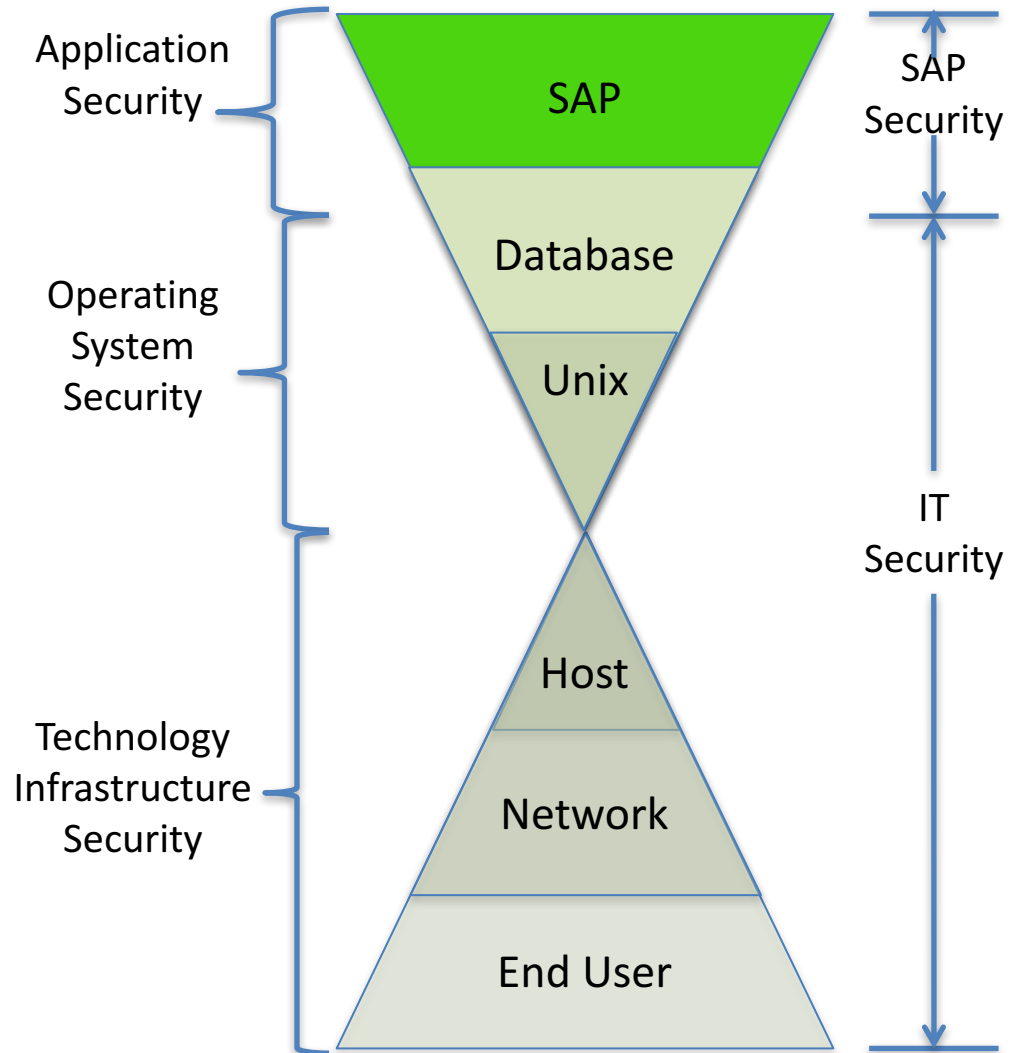 Application
Security
SAP
SAP
Security
Database
Operating
System
Security
Unix
IT
Security
Host
Technology
Infrastructure
Security
Network
End User